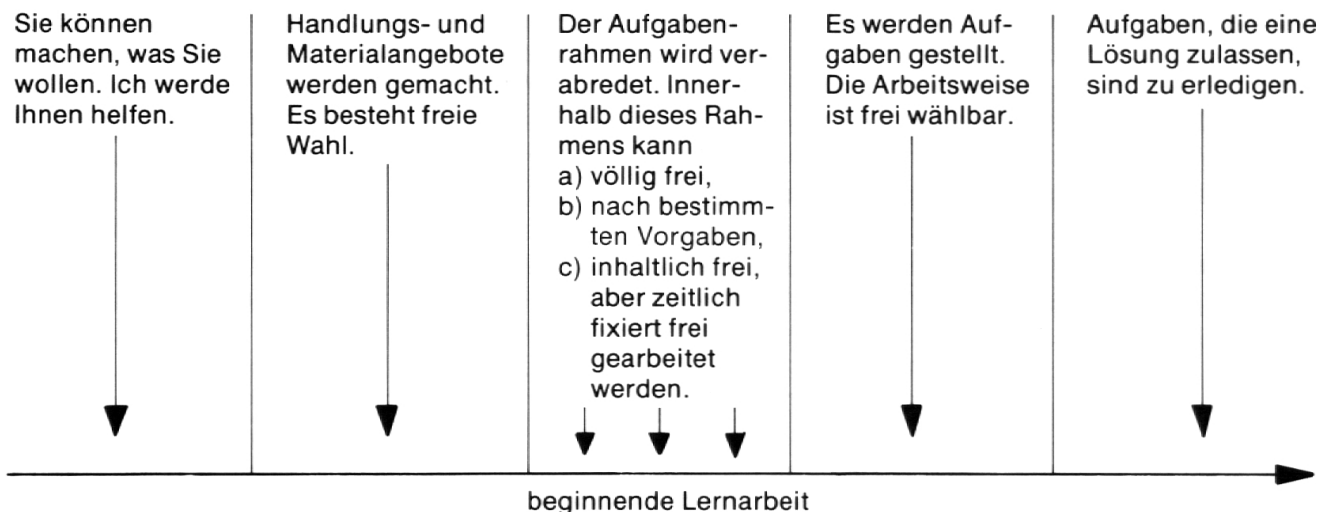 Sie können
machen, was Sie
wollen. Ich werde
Ihnen helfen.
Handlungs- und
Materialangebote
werden gemacht.
Es besteht freie
Wahl.
Der Aufgaben-
rahmen wird ver-
abredet. Inner-
halb dieses Rah-
mens kann
a) völlig frei,
b) nach bestimm-
ten Vorgaben,
c) inhaltlich frei,
aber zeitlich
fixiert frei
gearbeitet
werden.
Es werden Auf-
gaben gestellt.
Die Arbeitsweise
ist frei wählbar.
Aufgaben, die eine
Lösung zulassen,
sind zu erledigen.
beginnende Lernarbeit